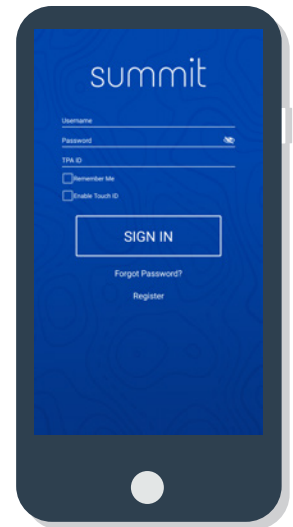 summit
Username
Password
TPA ID
Remember Me
Enable Touch ID
SIGN IN
Forgot Password?
Register